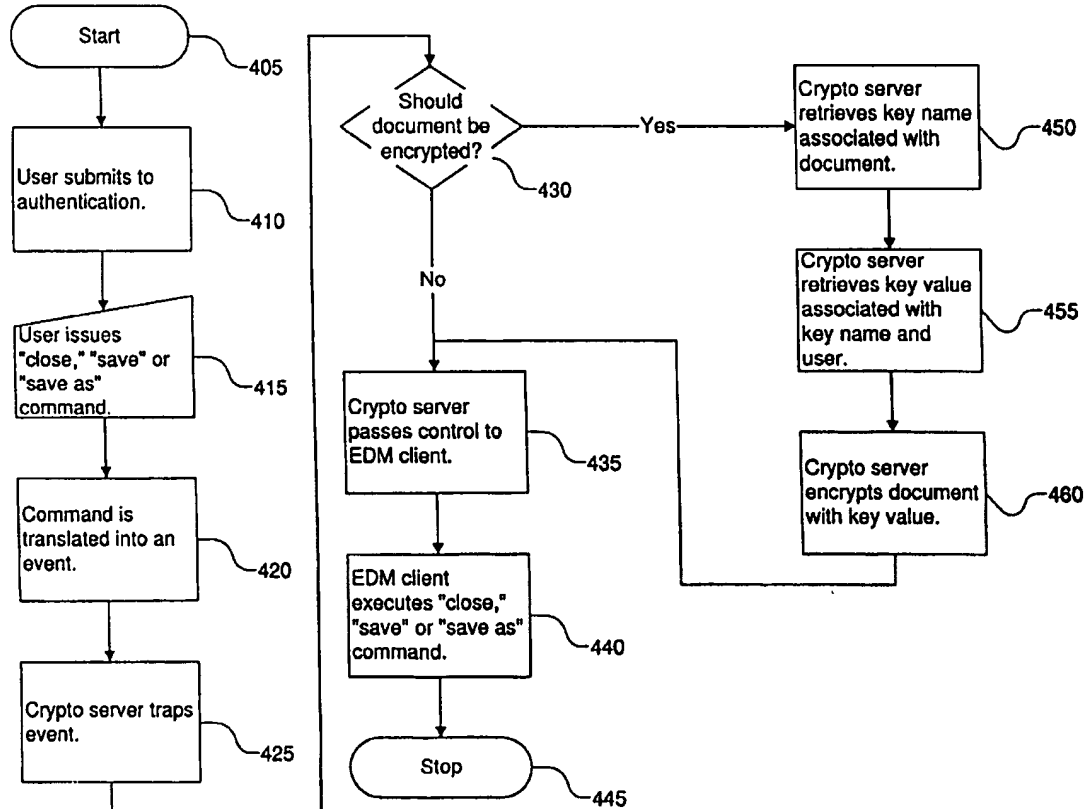 Start
405
User submits to
authentication.
410
User issues
"close," "save" or
"save as"
command.
415
Command is
translated into an
event.
420
Crypto server traps
event.
425
Should
document be
encrypted?
430
Yes
No
Crypto server
retrieves key name
associated with
document.
450
Crypto server
retrieves key value
associated with
key name and
user.
455
Crypto server
encrypts document
with key value.
460
Crypto server
passes control to
EDM client.
435
EDM client
executes "close,"
"save" or "save as"
command.
440
Stop
445